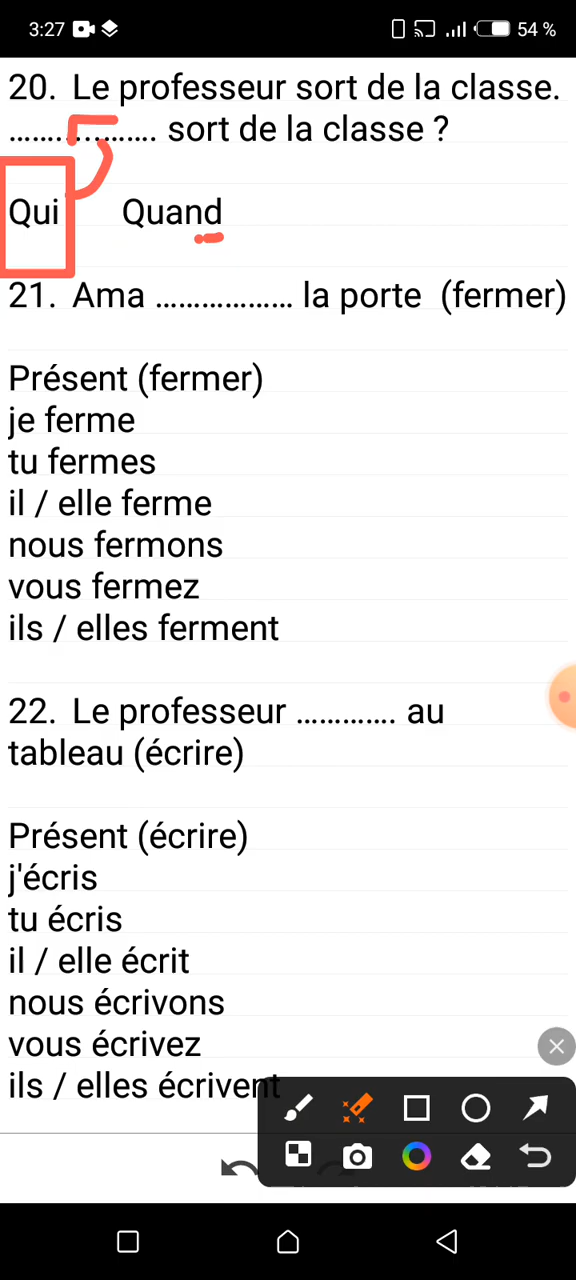 3:27
54 %
20. Le professeur sort de la classe.
.................... sort de la classe ?
Qui Quand
21. Ama .................. la porte (fermer)
Présent (fermer)
je ferme
tu fermes
il / elle ferme
nous fermons
vous fermez
ils / elles ferment
22. Le professeur ............. au
tableau (écrire)
Présent (écrire)
j'écris
tu écris
il / elle écrit
nous écrivons
vous écrivez
ils / elles écrivent